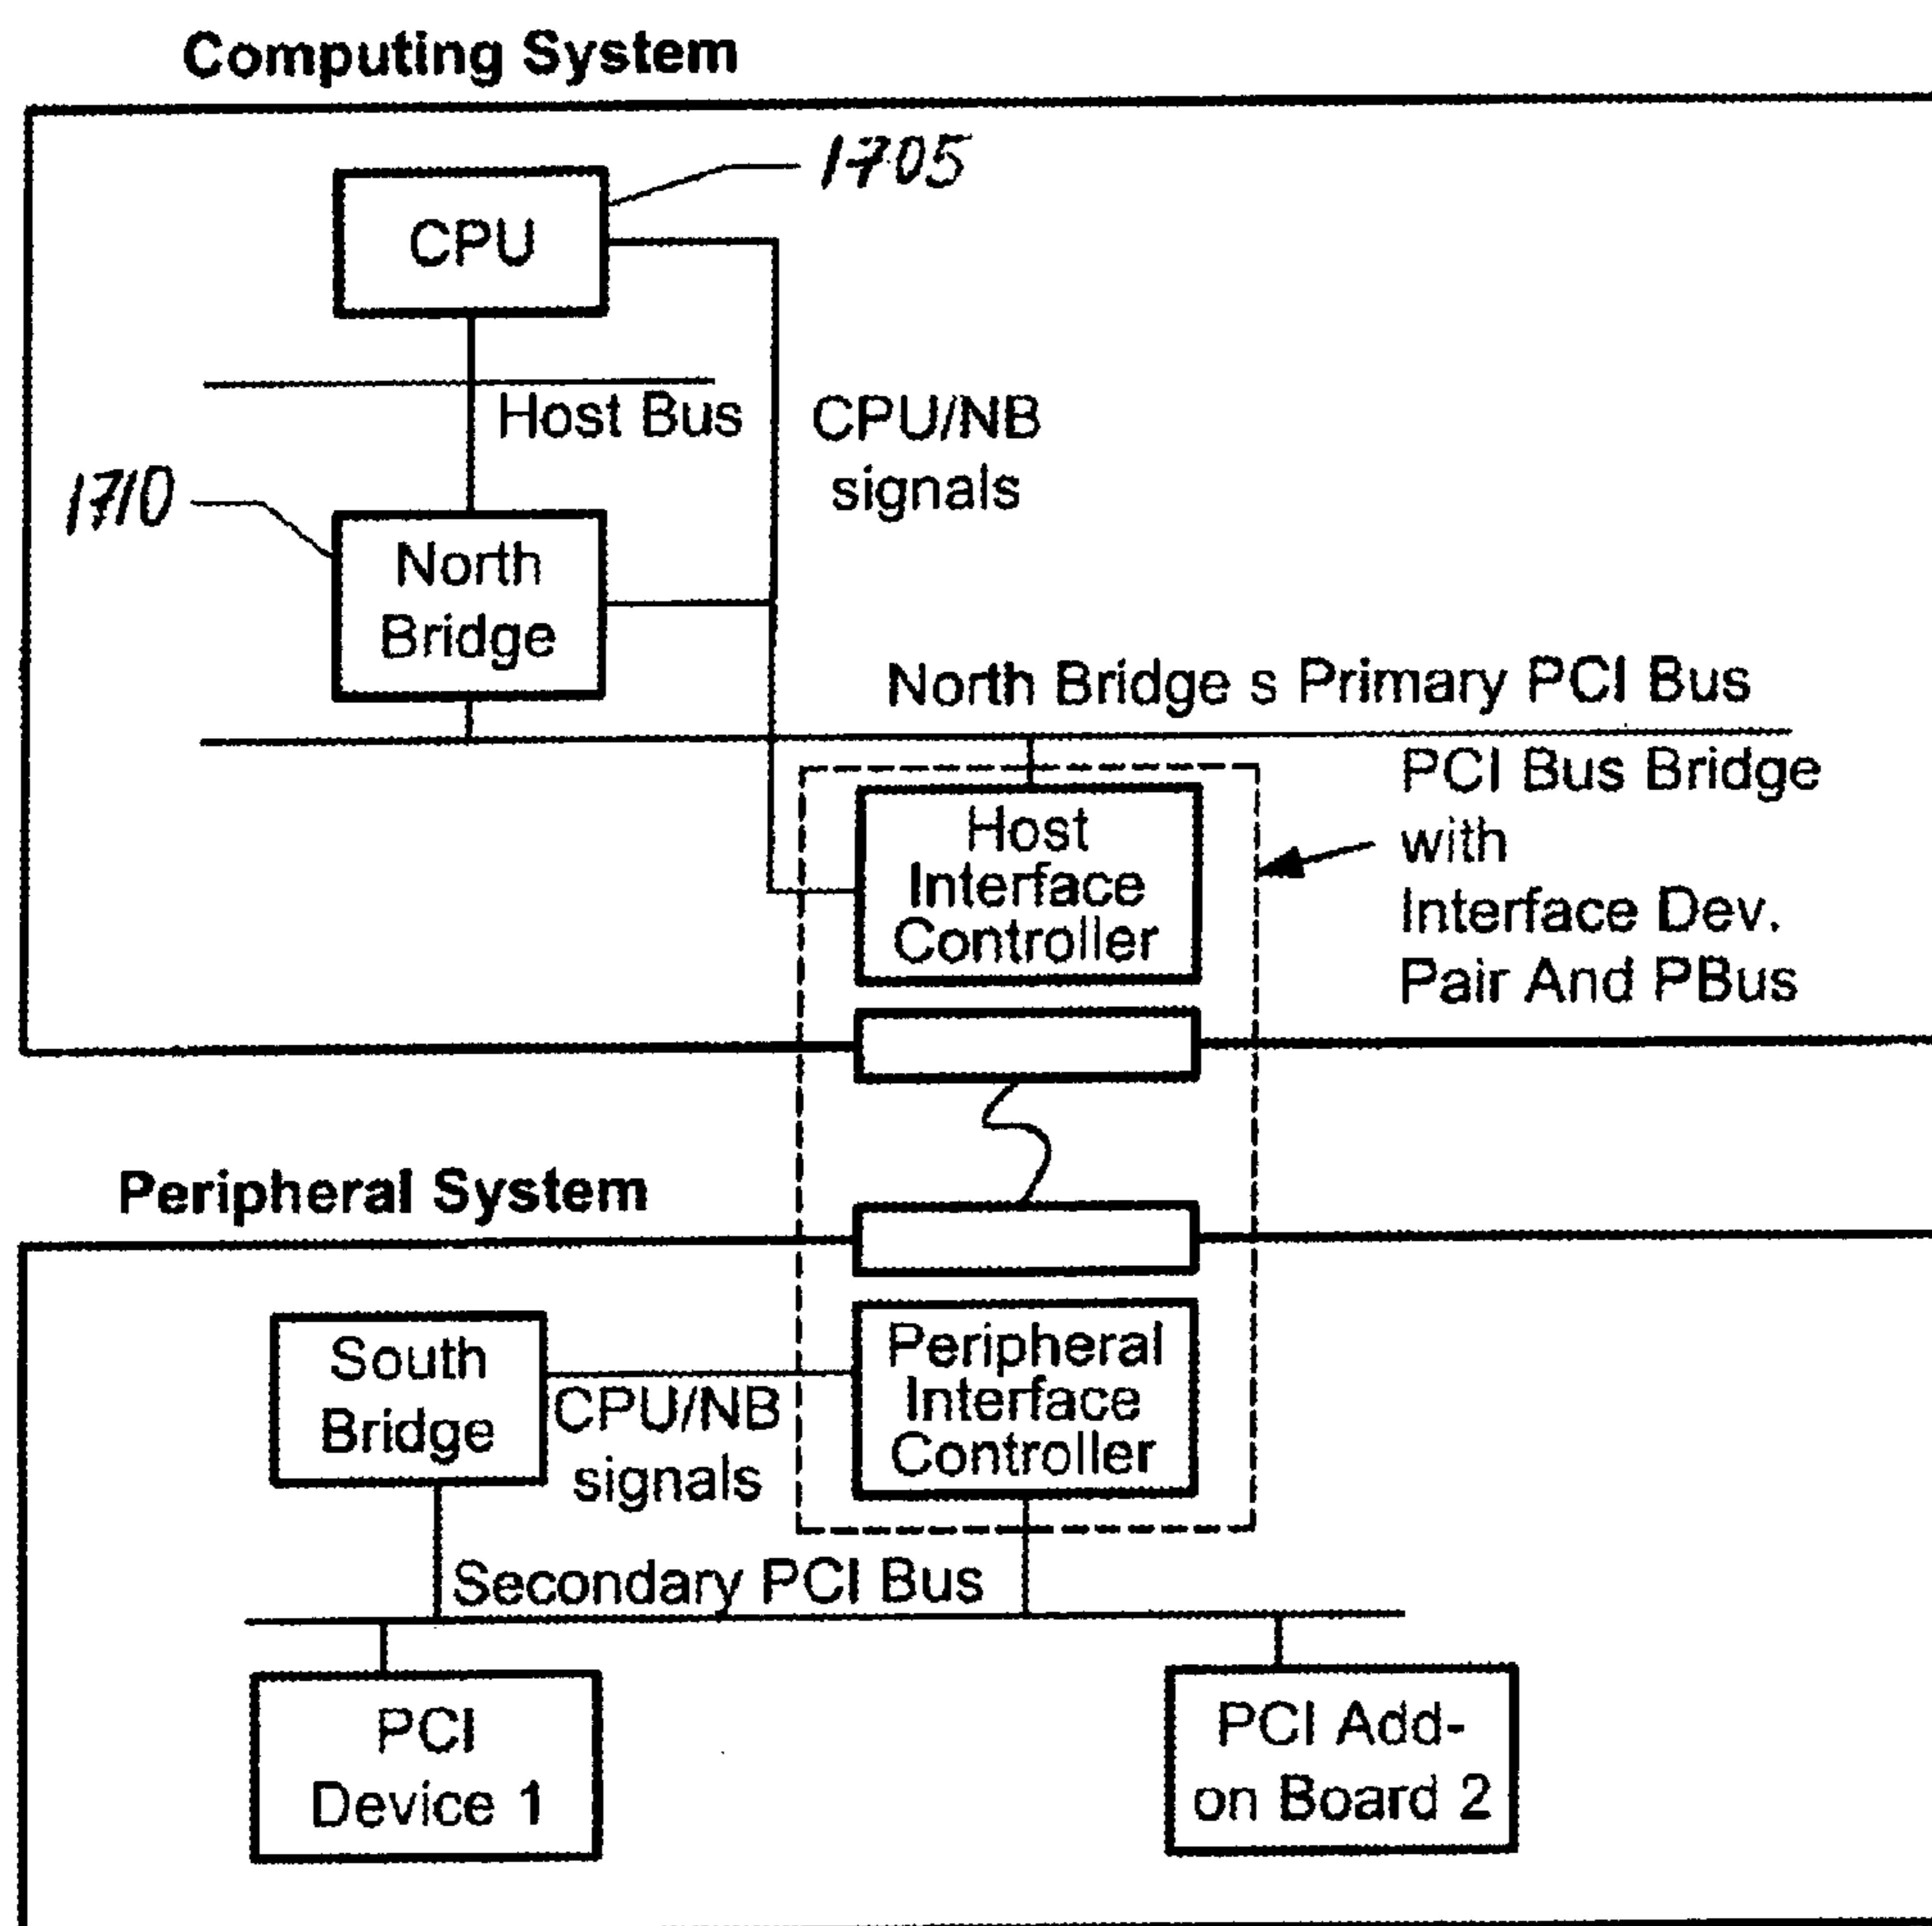 Computing System
1705
CPU
Host Bus
CPU/NB
signals
1710
North
Bridge
North Bridge s Primary PCI Bus
PCI Bus Bridge
with
Interface Dev.
Pair And PBus
Host
Interface
Controller
Peripheral System
South
Bridge
CPU/NB
signals
Peripheral
Interface
Controller
Secondary PCI Bus
PCI
Device 1
PCI Add-
on Board 2